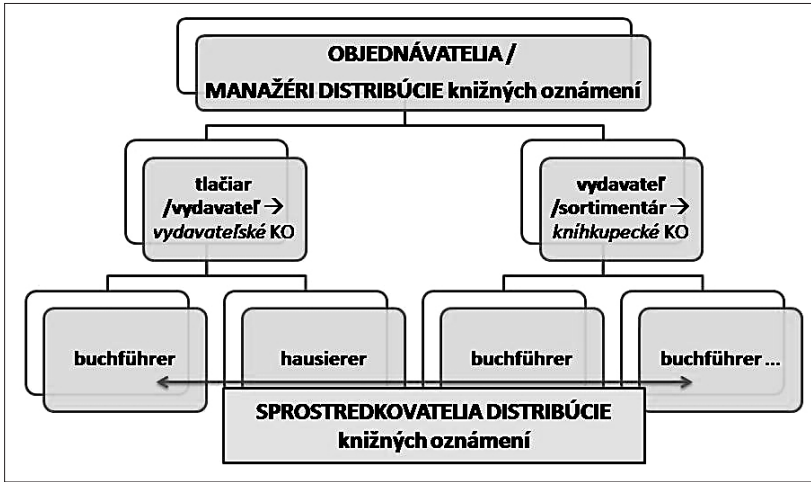 OBJEDNÁVATELIA /
MANAŽÉRI DISTRIBÚCIE knižných oznámení
tlačiar
/vydavateľ →
vydavateľské KO
vydavateľ
/sortimentár →
kníhkupecké KO
buchführer
hausierer
buchführer
buchführer ...
SPROSTREDKOVATELIA DISTRIBÚCIE
knižných oznámení